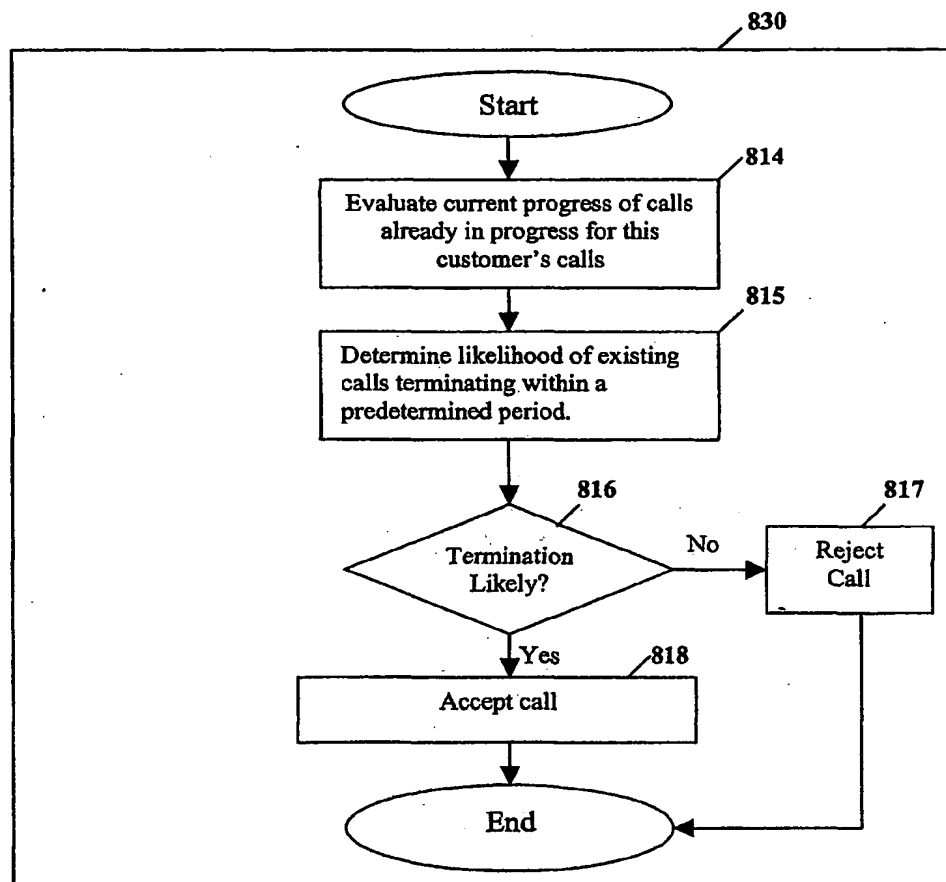 830
Start
814
Evaluate current progress of calls
already in progress for this
customer's calls
815
Determine likelihood of existing
calls terminating within a
predetermined period.
816
Termination
Likely?
No
817
Reject
Call
Yes
818
Accept call
End